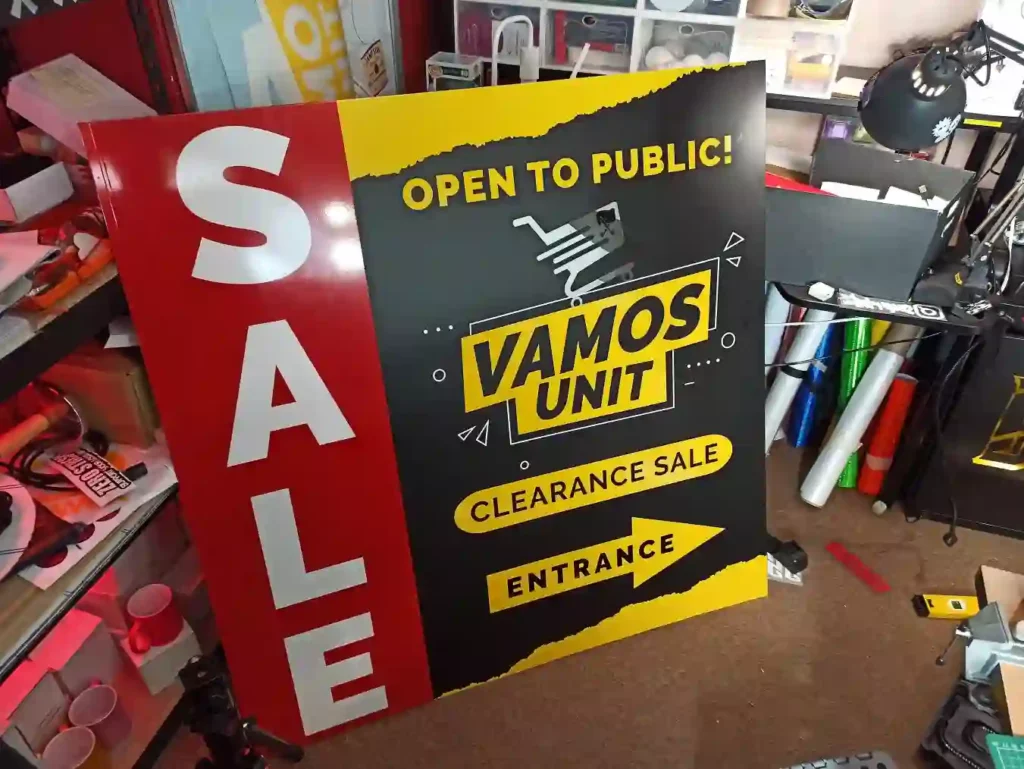 SALE
OPEN TO PUBLIC!
VAMOS
UNIT
CLEARANCE SALE
ENTRANCE